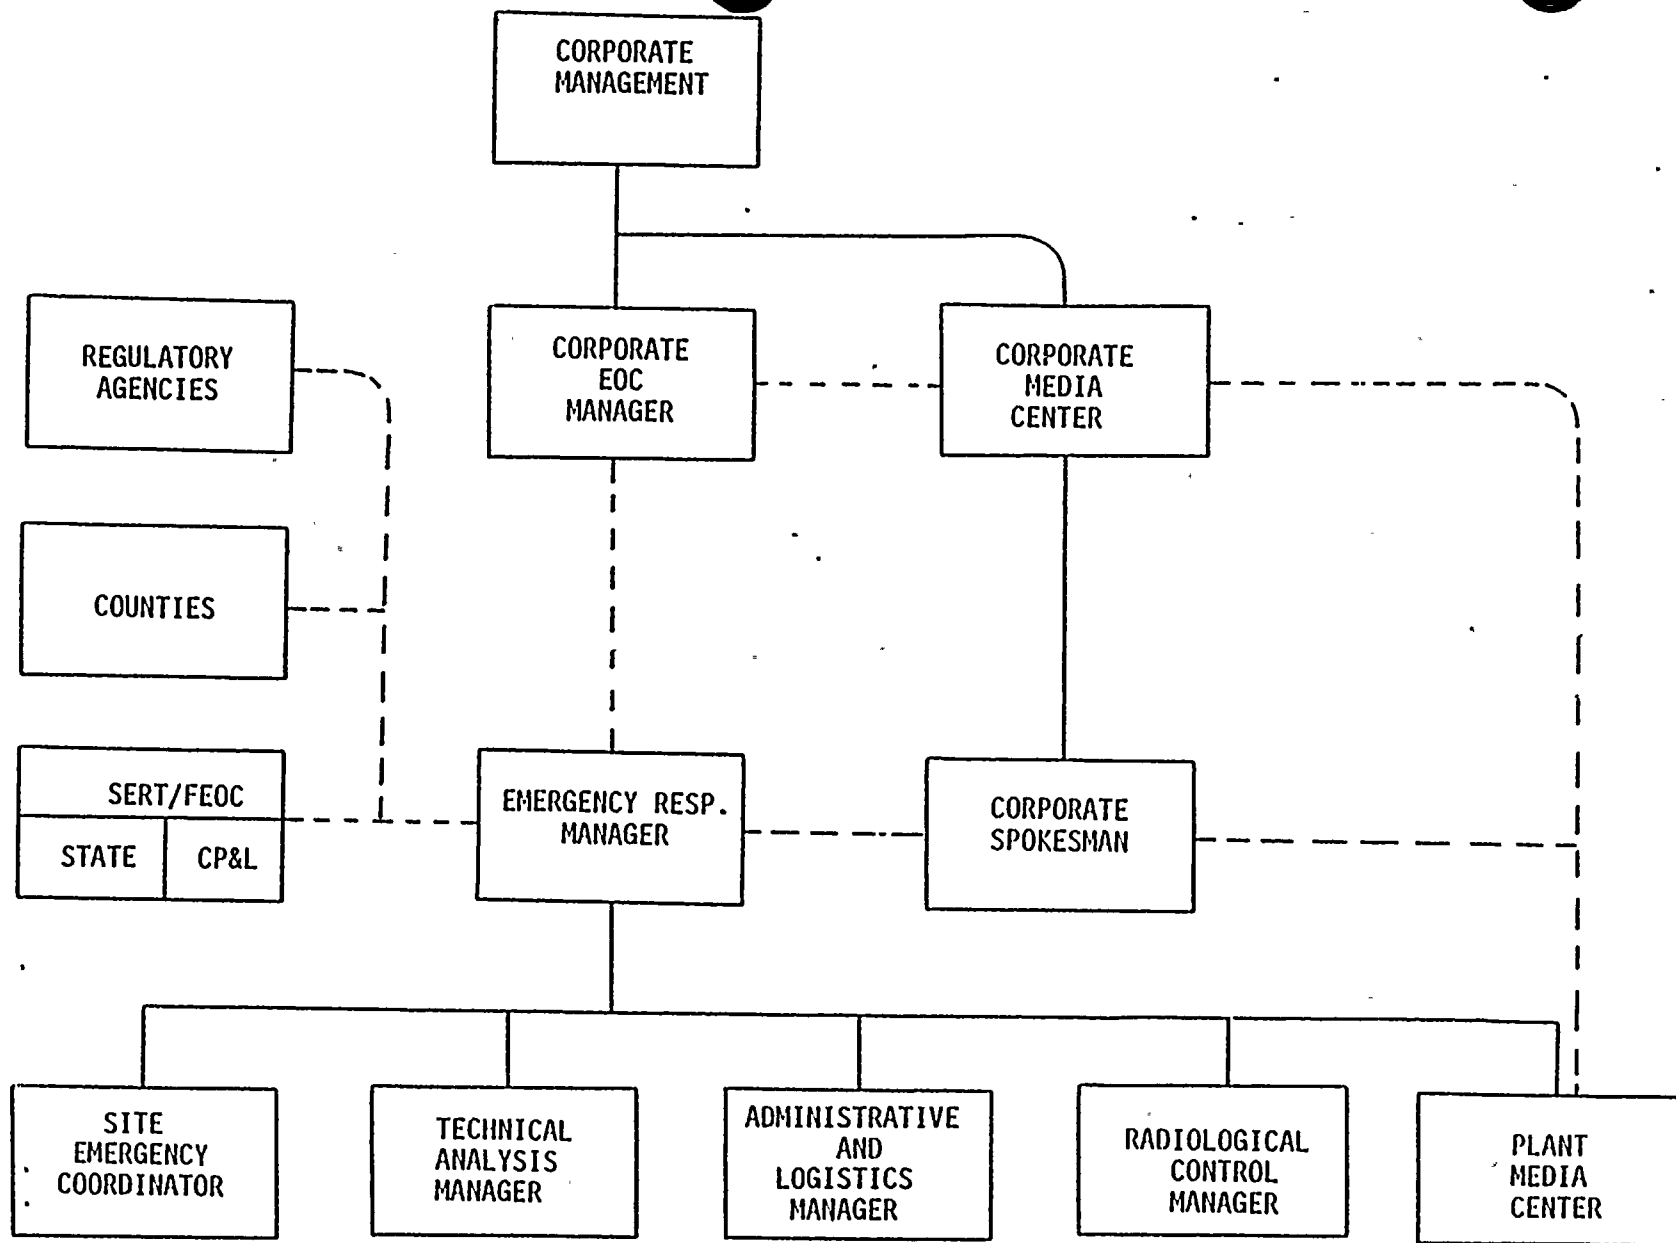 CORPORATE
MANAGEMENT
REGULATORY
AGENCIES
CORPORATE
EOC
MANAGER
CORPORATE
MEDIA
CENTER
COUNTIES
SERT/FEOC
STATE
CP&L
EMERGENCY RESP.
MANAGER
CORPORATE
SPOKESMAN
SITE
EMERGENCY
COORDINATOR
TECHNICAL
ANALYSIS
MANAGER
ADMINISTRATIVE
AND
LOGISTICS
MANAGER
RADIOLOGICAL
CONTROL
MANAGER
PLANT
MEDIA
CENTER